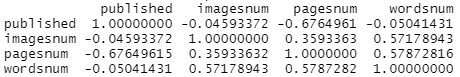 published imagesnum pagesnum wordsnum
published 1.00000000 -0.04593372 -0.6764961 -0.05041431
imagesnum -0.04593372 1.00000000 0.3593363 0.57178943
pagesnum -0.67649615 0.35933632 1.0000000 0.57872816
wordsnum -0.05041431 0.57178943 0.5787282 1.00000000